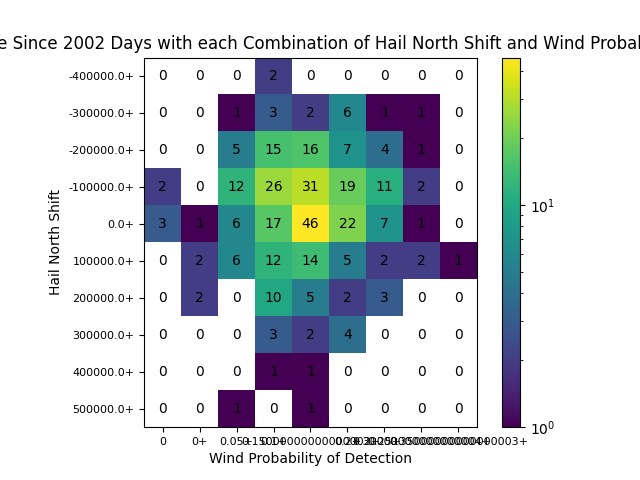 e Since 2002 Days with each Combination of Hail North Shift and Wind Probab
-400000.0+ 0 0 0 2 0 0 0 0 0
-300000.0+ 0 0 1 3 2 6 1 1 0
-200000.0+ 0 0 5 15 16 7 4 1 0
-100000.0+ 2 0 12 26 31 19 11 2 0
0.0+ 3 1 6 17 46 22 7 1 0
100000.0+ 0 2 6 12 14 5 2 2 1
200000.0+ 0 2 0 10 5 2 3 0 0
300000.0+ 0 0 0 3 2 4 0 0 0
400000.0+ 0 0 0 1 1 0 0 0 0
500000.0+ 0 0 1 0 1 0 0 0 0
0 0+ 0.05+
Wind Probability of Detection
Hail North Shift
10¹
10⁰